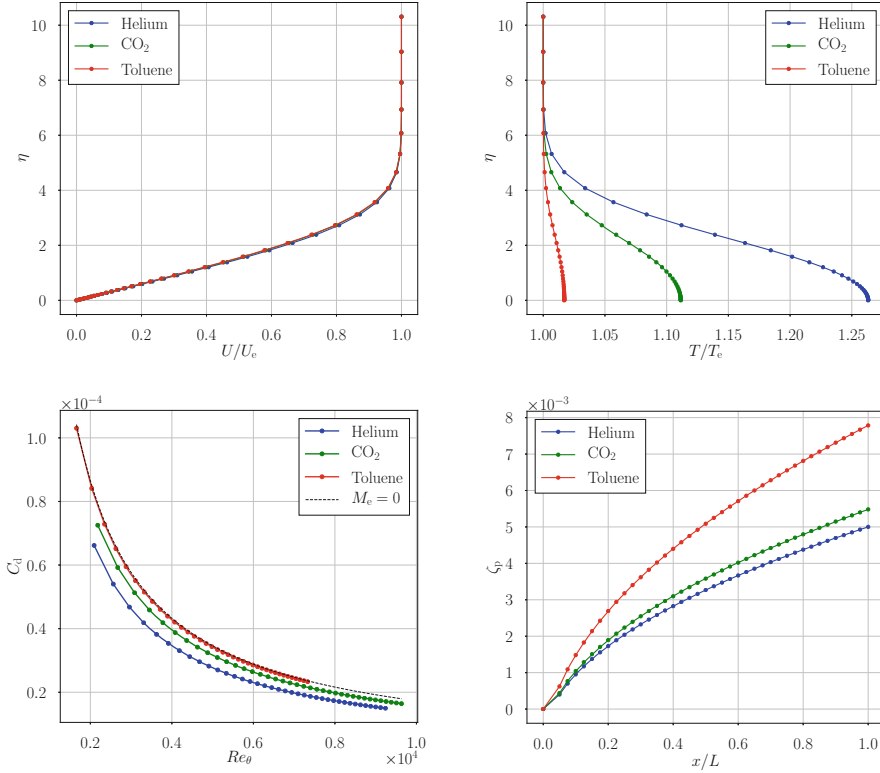 10
8
6
4
2
0
η
0.0 0.2 0.4 0.6 0.8 1.0
U/Uₑ
Helium
CO₂
Toluene
10
8
6
4
2
0
η
1.00 1.05 1.10 1.15 1.20 1.25
T/Tₑ
Helium
CO₂
Toluene
×10⁻⁴
1.0
0.8
0.6
0.4
0.2
C_d
0.2 0.4 0.6 0.8 1.0
×10⁴
Re_θ
Helium
CO₂
Toluene
Mₑ = 0
×10⁻³
8
7
6
5
4
3
2
1
0
ζₚ
0.0 0.2 0.4 0.6 0.8 1.0
x/L
Helium
CO₂
Toluene